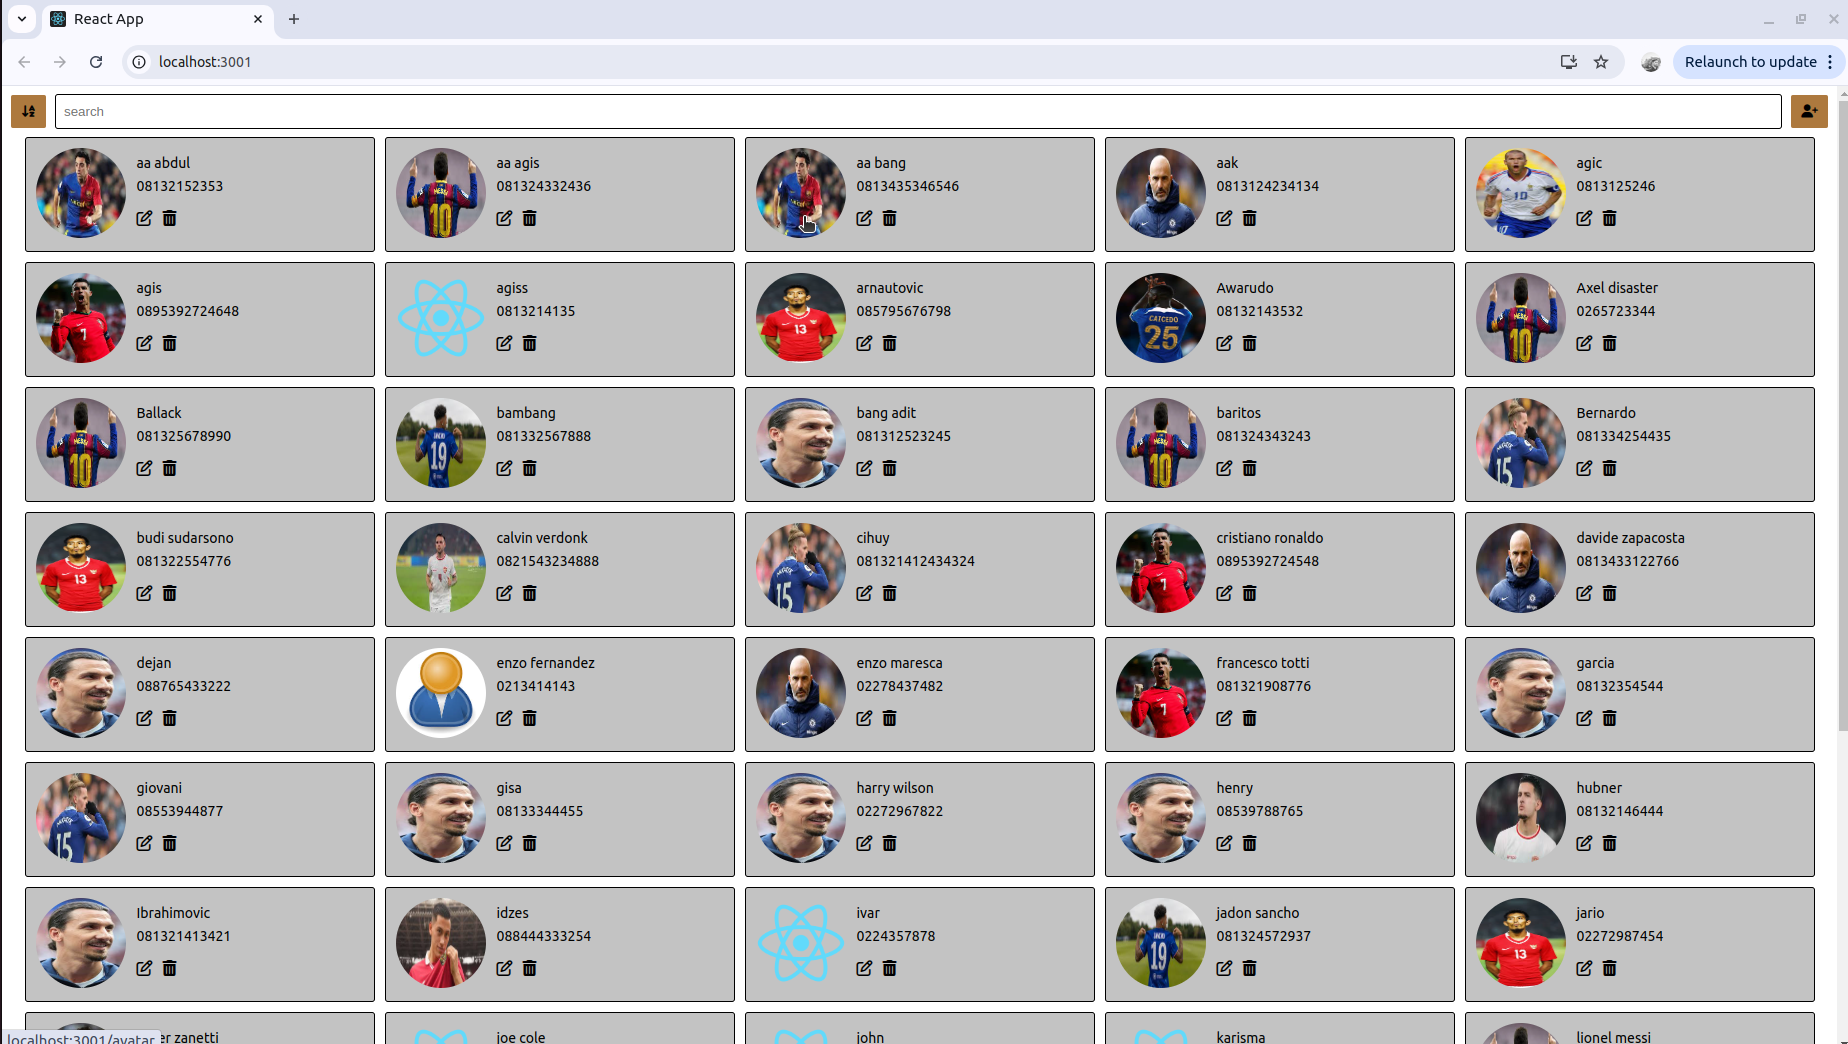 React App
localhost:3001
Relaunch to update
search
aa abdul
08132152353
aa agis
081324332436
aa bang
0813435346546
aak
0813124234134
agic
0813125246
agis
0895392724648
agiss
0813214135
arnautovic
085795676798
Awarudo
08132143532
Axel disaster
0265723344
Ballack
081325678990
bambang
081332567888
bang adit
081312523245
baritos
081324343243
Bernardo
081334254435
budi sudarsono
081322554776
calvin verdonk
0821543234888
cihuy
081321412434324
cristiano ronaldo
0895392724548
davide zapacosta
0813433122766
dejan
088765433222
enzo fernandez
0213414143
enzo maresca
02278437482
francesco totti
081321908776
garcia
08132354544
giovani
08553944877
gisa
08133344455
harry wilson
02272967822
henry
08539788765
hubner
08132146444
Ibrahimovic
081321413421
idzes
088444333254
ivar
0224357878
jadon sancho
081324572937
jario
02272987454
er zanetti
joe cole
john
karisma
lionel messi
localhost:3001/avatar